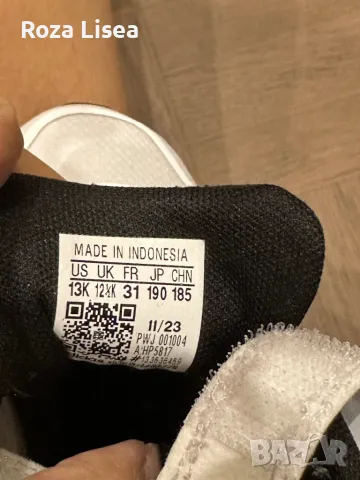 Roza Lisea
MADE IN INDONESIA
US UK FR JP CHN
13K 12½K 31 190 185
11/23
PWJ 001004
A:HP5817
BAZAR